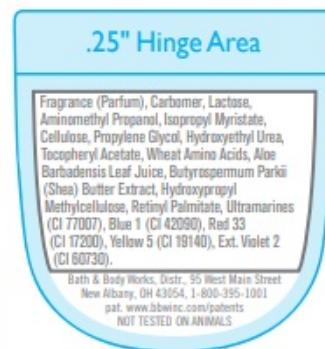 .25" Hinge Area
Fragrance (Parfum), Carbomer, Lactose,
Aminomethyl Propanol, Isopropyl Myristate,
Cellulose, Propylene Glycol, Hydroxyethyl Urea,
Tocopheryl Acetate, Wheat Amino Acids, Aloe
Barbadensis Leaf Juice, Butyrospermum Parkii
(Shea) Butter Extract, Hydroxypropyl
Methylcellulose, Retinyl Palmitate, Ultramarines
(CI 77007), Blue 1 (CI 42090), Red 33
(CI 17200), Yellow 5 (CI 19140), Ext. Violet 2
(CI 60730).
Bath & Body Works, Distr., 95 West Main Street
New Albany, OH 43054, 1-800-395-1001
pat. www.bbwinc.com/patents
NOT TESTED ON ANIMALS